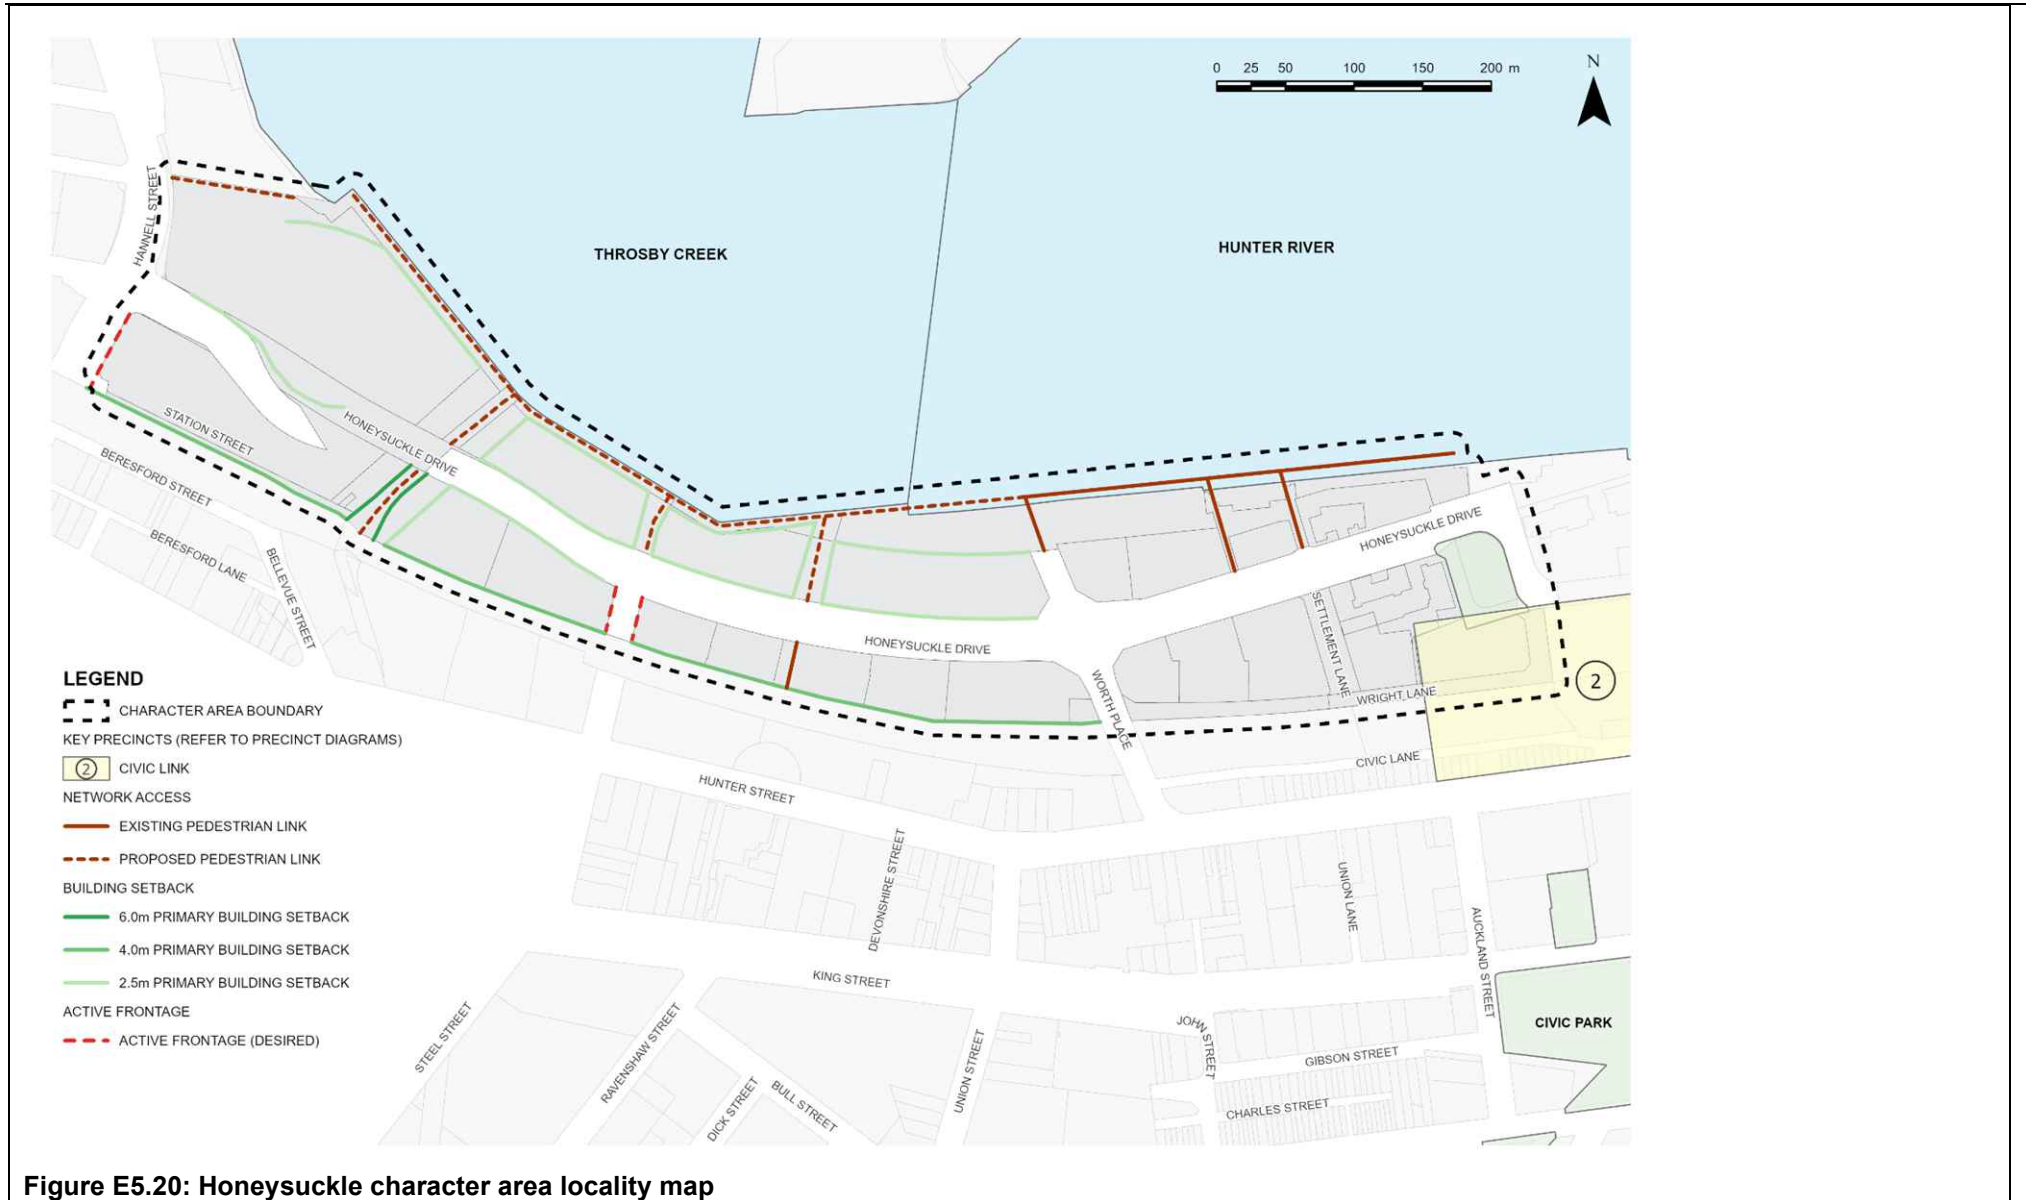 0 25 50 100 150 200 m
N
HANNELL STREET
THROSBY CREEK
HUNTER RIVER
STATION STREET
HONEYSUCKLE DRIVE
BERESFORD STREET
BERESFORD LANE
BELLEVUE STREET
HONEYSUCKLE DRIVE
HONEYSUCKLE DRIVE
SETTLEMENT LANE
WORTH PLACE
WRIGHT LANE
2
CIVIC LANE
HUNTER STREET
DEVONSHIRE STREET
UNION LANE
AUCKLAND STREET
KING STREET
STEEL STREET
RAVENSHAW STREET
DICK STREET
BULL STREET
UNION STREET
JOHN STREET
GIBSON STREET
CHARLES STREET
CIVIC PARK
LEGEND
CHARACTER AREA BOUNDARY
KEY PRECINCTS (REFER TO PRECINCT DIAGRAMS)
2 CIVIC LINK
NETWORK ACCESS
EXISTING PEDESTRIAN LINK
PROPOSED PEDESTRIAN LINK
BUILDING SETBACK
6.0m PRIMARY BUILDING SETBACK
4.0m PRIMARY BUILDING SETBACK
2.5m PRIMARY BUILDING SETBACK
ACTIVE FRONTAGE
ACTIVE FRONTAGE (DESIRED)
Figure E5.20: Honeysuckle character area locality map